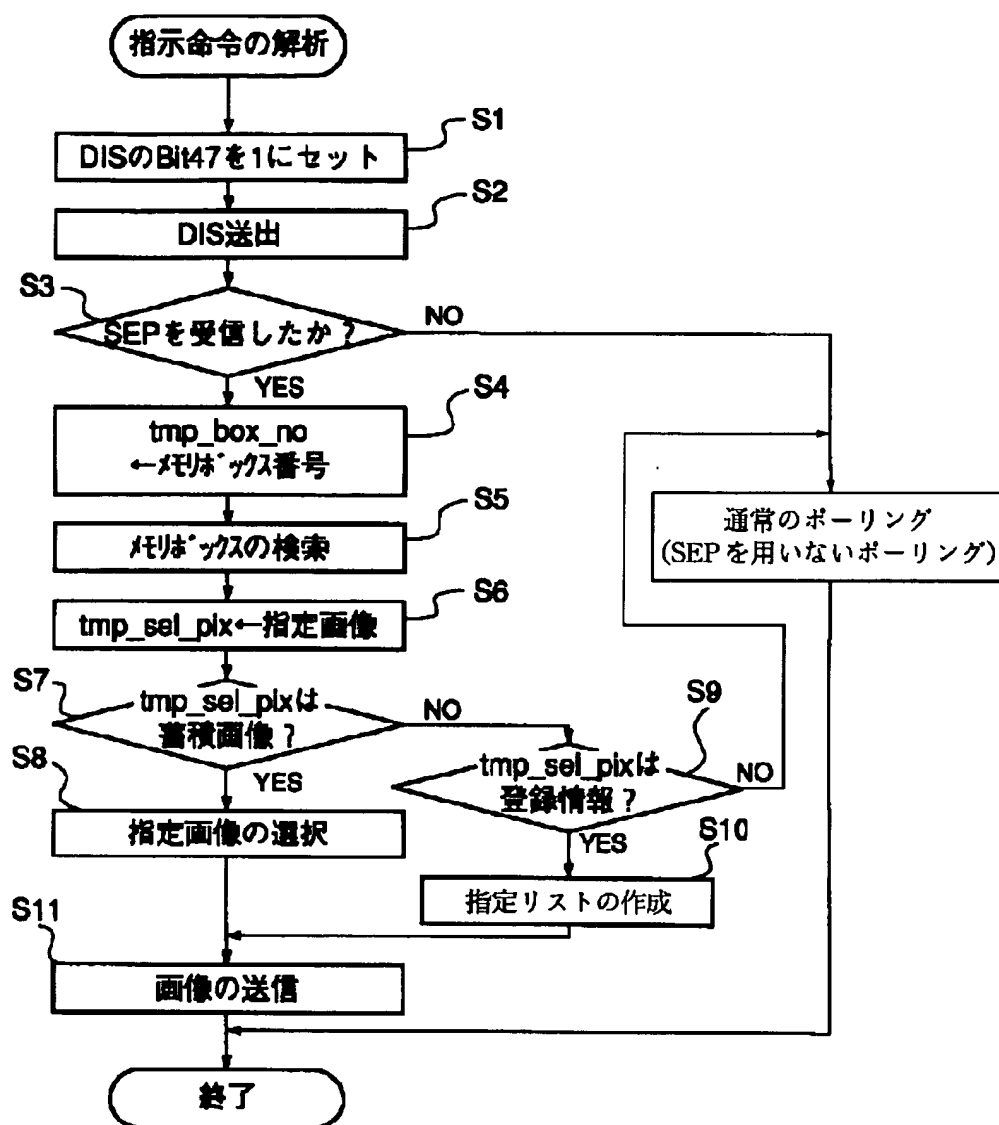 指示命令の解析
S1
DISのBit47を1にセット
S2
DIS送出
S3
SEPを受信したか？
NO
YES
S4
tmp_box_no
←ﾒﾓﾘﾎﾞｯｸｽ番号
S5
ﾒﾓﾘﾎﾞｯｸｽの検索
通常のポーリング
(SEPを用いないポーリング)
S6
tmp_sel_pix←指定画像
S7
tmp_sel_pixは
蓄積画像？
NO
YES
S9
tmp_sel_pixは
登録情報？
NO
YES
S8
指定画像の選択
S10
指定リストの作成
S11
画像の送信
終了